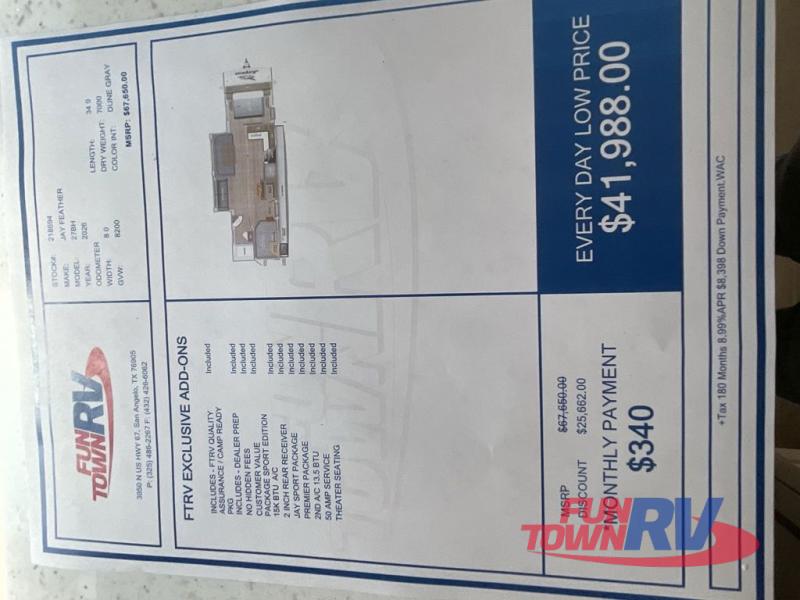 FUN
TOWN RV
3950 N US HWY 67, San Angelo, TX 76905
P: (325) 486-2267 F: (432) 426-6062
STOCK#: 218694
MAKE: JAY FEATHER
MODEL: 27BH
YEAR: 2026
ODOMETER
WIDTH: 8 0
GVW: 8200
LENGTH: 34 9
DRY WEIGHT: 7000
COLOR INT: DUNE GRAY
MSRP: $67,650.00
FTRV EXCLUSIVE ADD-ONS
INCLUDES - FTRV QUALITY Included
ASSURANCE / CAMP READY
PKG
INCLUDES - DEALER PREP Included
NO HIDDEN FEES Included
CUSTOMER VALUE Included
PACKAGE SPORT EDITION
15K BTU A/C Included
2 INCH REAR RECEIVER Included
JAY SPORT PACKAGE Included
PREMIER PACKAGE Included
2ND A/C 13.5 BTU Included
50 AMP SERVICE Included
THEATER SEATING Included
MSRP $67,650.00
DISCOUNT $25,662.00
*MONTHLY PAYMENT
$340
EVERY DAY LOW PRICE
$41,988.00
+Tax 180 Months 8.99%APR $8,398 Down Payment,WAC
FUN
TOWN RV